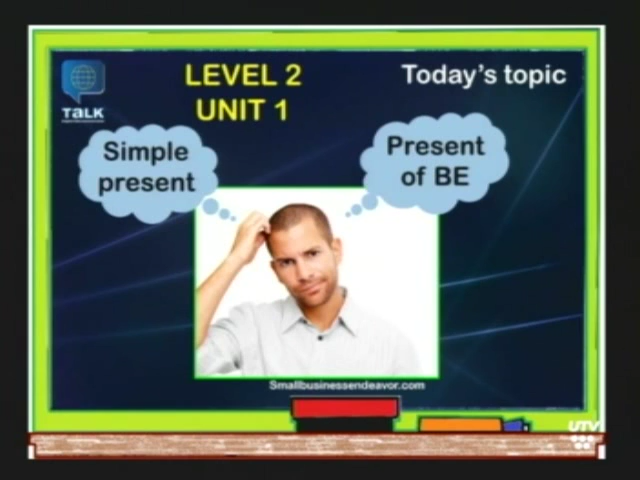 TaLK
LEVEL 2
UNIT 1
Today's topic
Simple
present
Present
of BE
Smallbusinessendeavor.com
UTV